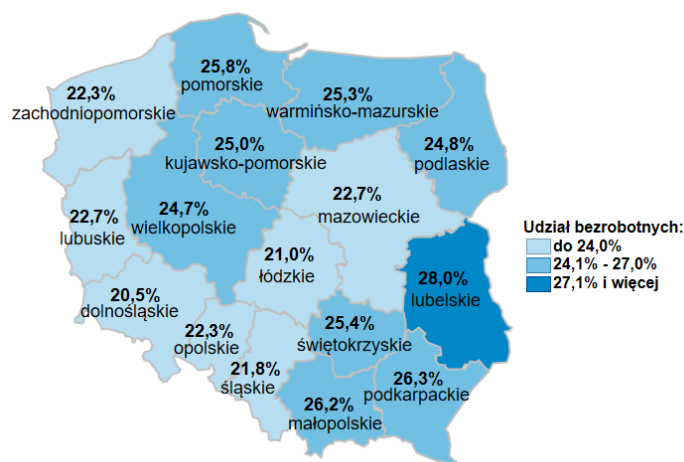 25,8%
pomorskie
22,3%
zachodniopomorskie
25,3%
warmińsko-mazurskie
25,0%
kujawsko-pomorskie
24,8%
podlaskie
24,7%
wielkopolskie
22,7%
mazowieckie
22,7%
lubuskie
21,0%
łódzkie
28,0%
lubelskie
20,5%
dolnośląskie
22,3%
opolskie
21,8%
śląskie
25,4%
świętokrzyskie
26,2%
małopolskie
26,3%
podkarpackie
Udział bezrobotnych:
do 24,0%
24,1% - 27,0%
27,1% i więcej